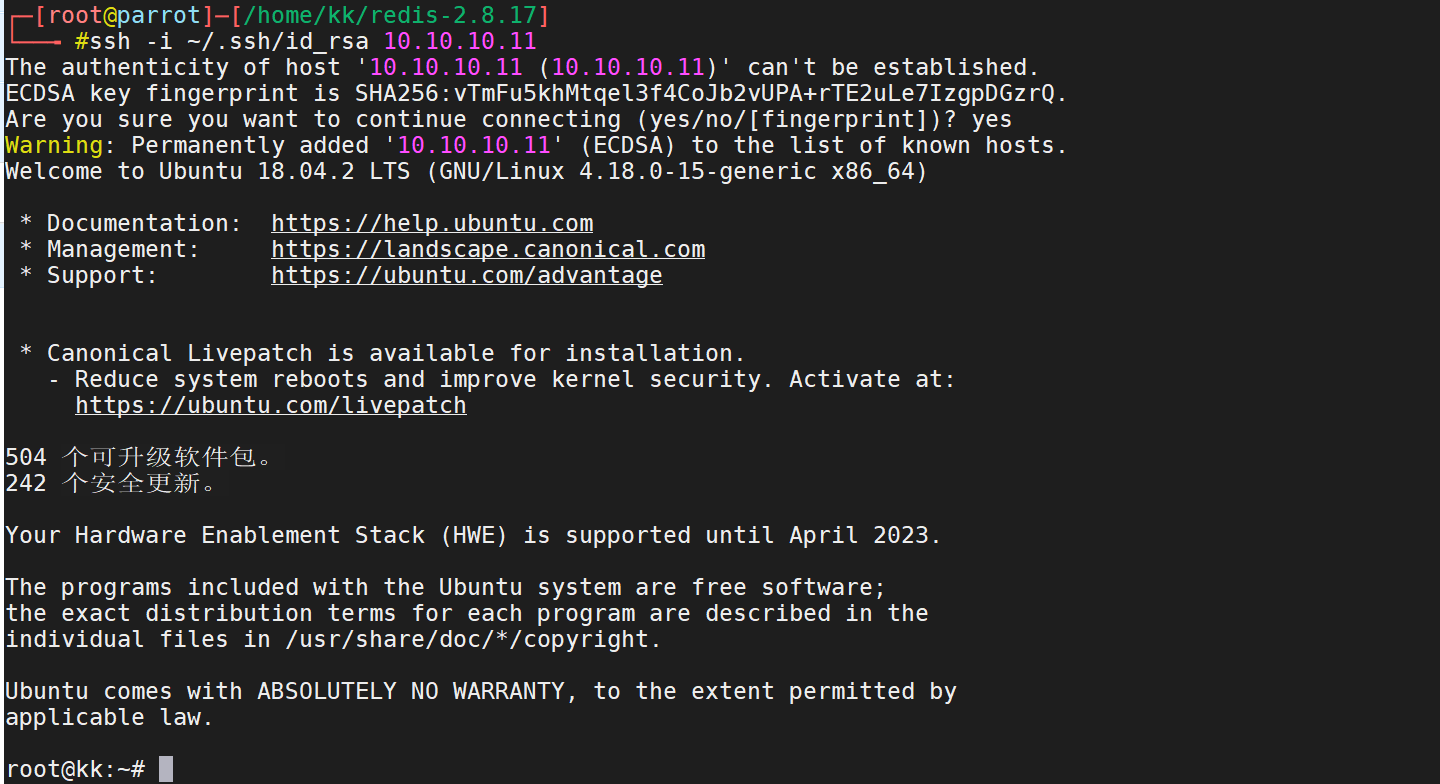 ┌─[root@parrot]─[/home/kk/redis-2.8.17]
└──╼ #ssh -i ~/.ssh/id_rsa 10.10.10.11
The authenticity of host '10.10.10.11 (10.10.10.11)' can't be established.
ECDSA key fingerprint is SHA256:vTmFu5khMtqel3f4CoJb2vUPA+rTE2uLe7IzgpDGzrQ.
Are you sure you want to continue connecting (yes/no/[fingerprint])? yes
Warning: Permanently added '10.10.10.11' (ECDSA) to the list of known hosts.
Welcome to Ubuntu 18.04.2 LTS (GNU/Linux 4.18.0-15-generic x86_64)
* Documentation:  https://help.ubuntu.com
* Management:     https://landscape.canonical.com
* Support:        https://ubuntu.com/advantage
* Canonical Livepatch is available for installation.
- Reduce system reboots and improve kernel security. Activate at:
https://ubuntu.com/livepatch
504 个可升级软件包。
242 个安全更新。
Your Hardware Enablement Stack (HWE) is supported until April 2023.
The programs included with the Ubuntu system are free software;
the exact distribution terms for each program are described in the
individual files in /usr/share/doc/*/copyright.
Ubuntu comes with ABSOLUTELY NO WARRANTY, to the extent permitted by
applicable law.
root@kk:~#